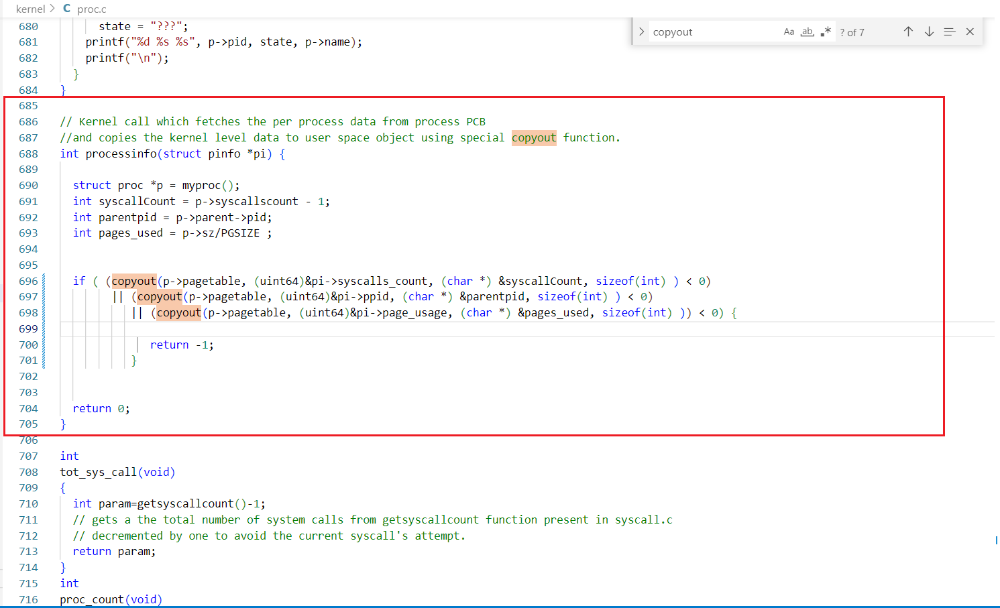 kernel > C proc.c
copyout Aa ab .* ? of 7
680 state = "???";
681 printf("%d %s %s", p->pid, state, p->name);
682 printf("\n");
683 }
684 }
685
686 // Kernel call which fetches the per process data from process PCB
687 //and copies the kernel level data to user space object using special copyout function.
688 int processinfo(struct pinfo *pi) {
689
690 struct proc *p = myproc();
691 int syscallCount = p->syscallscount - 1;
692 int parentpid = p->parent->pid;
693 int pages_used = p->sz/PGSIZE ;
694
695
696 if ( (copyout(p->pagetable, (uint64)&pi->syscalls_count, (char *) &syscallCount, sizeof(int) ) < 0)
697 || (copyout(p->pagetable, (uint64)&pi->ppid, (char *) &parentpid, sizeof(int) ) < 0)
698 || (copyout(p->pagetable, (uint64)&pi->page_usage, (char *) &pages_used, sizeof(int) )) < 0) {
699
700 return -1;
701 }
702
703
704 return 0;
705 }
706
707 int
708 tot_sys_call(void)
709 {
710 int param=getsyscallcount()-1;
711 // gets a the total number of system calls from getsyscallcount function present in syscall.c
712 // decremented by one to avoid the current syscall's attempt.
713 return param;
714 }
715 int
716 proc_count(void)